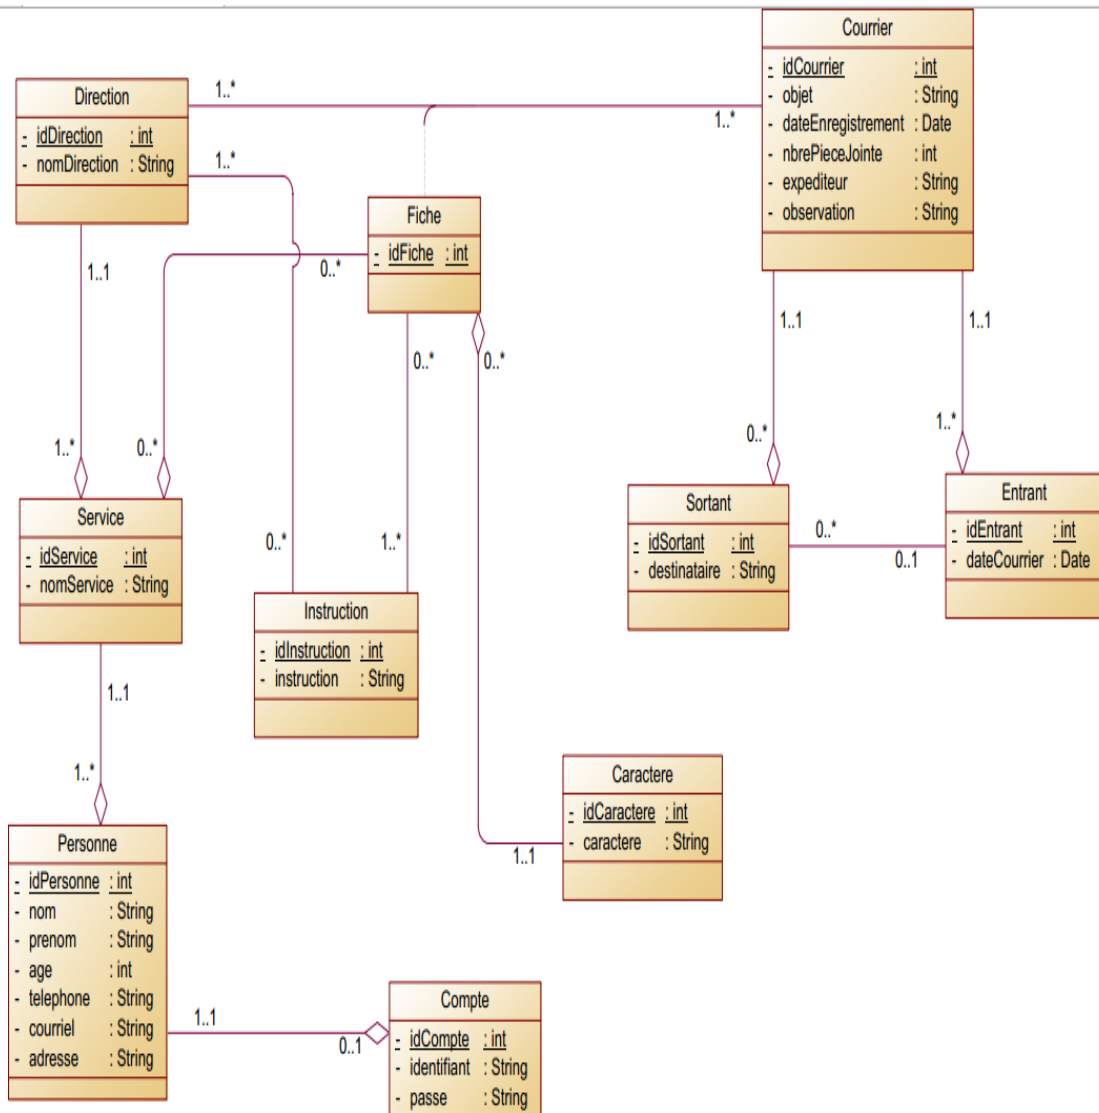 Courrier
- idCourrier : int
- objet : String
- dateEnregistrement : Date
- nbrePieceJointe : int
- expediteur : String
- observation : String
Direction
- idDirection : int
- nomDirection : String
1..*
1..*
1..*
Fiche
- idFiche : int
0..*
1..1
1..1
1..1
0..*
0..*
1..*
0..*
0..*
1..*
Service
- idService : int
- nomService : String
0..*
1..*
Sortant
- idSortant : int
- destinataire : String
0..*
0..1
Entrant
- idEntrant : int
- dateCourrier : Date
Instruction
- idInstruction : int
- instruction : String
1..1
1..*
Caractere
- idCaractere : int
- caractere : String
1..1
Personne
- idPersonne : int
- nom : String
- prenom : String
- age : int
- telephone : String
- courriel : String
- adresse : String
1..1
0..1
Compte
- idCompte : int
- identifiant : String
- passe : String